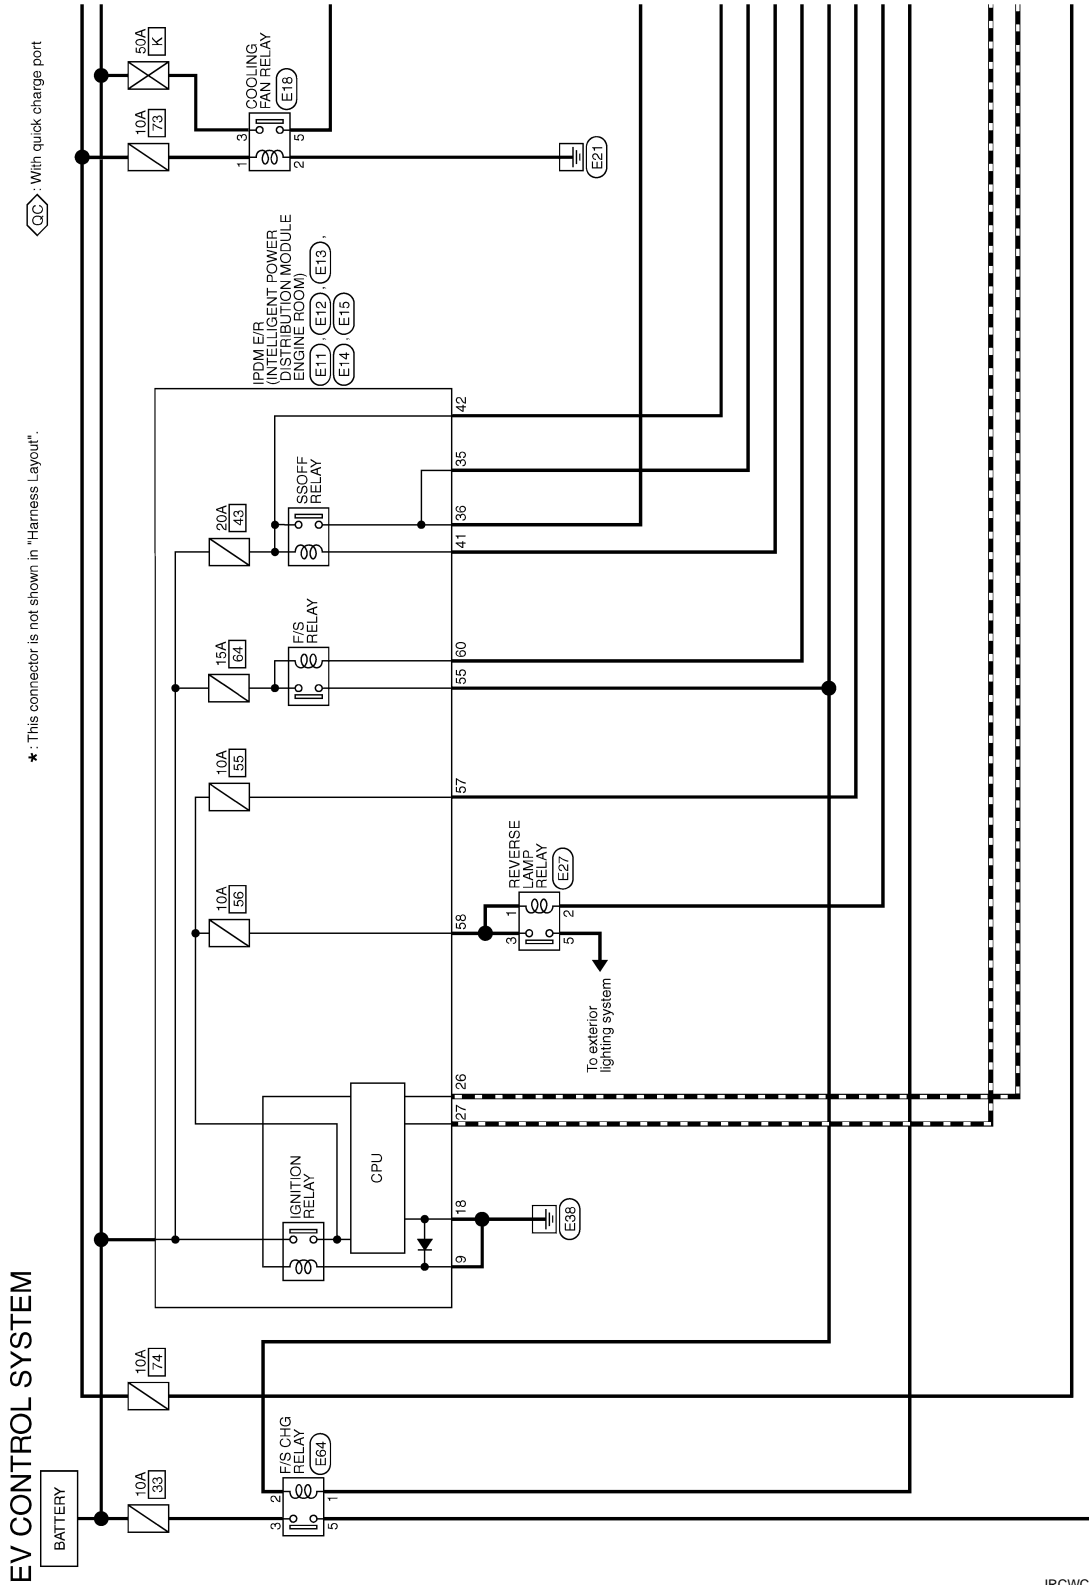 EV CONTROL SYSTEM
*: This connector is not shown in "Harness Layout".
QC : With quick charge port
BATTERY
10A
33
10A
74
10A
73
50A
K
F/S CHG
RELAY
E64
3
2
5
1
COOLING
FAN RELAY
E18
1
3
2
5
E21
IPDM E/R
(INTELLIGENT POWER
DISTRIBUTION MODULE
ENGINE ROOM)
E11 , E12 , E13 ,
E14 , E15
IGNITION
RELAY
CPU
10A
56
10A
55
15A
64
F/S
RELAY
20A
43
SSOFF
RELAY
9
18
27
26
58
57
55
60
41
36
35
42
E38
REVERSE
LAMP
RELAY
E27
3
1
5
2
To exterior
lighting system